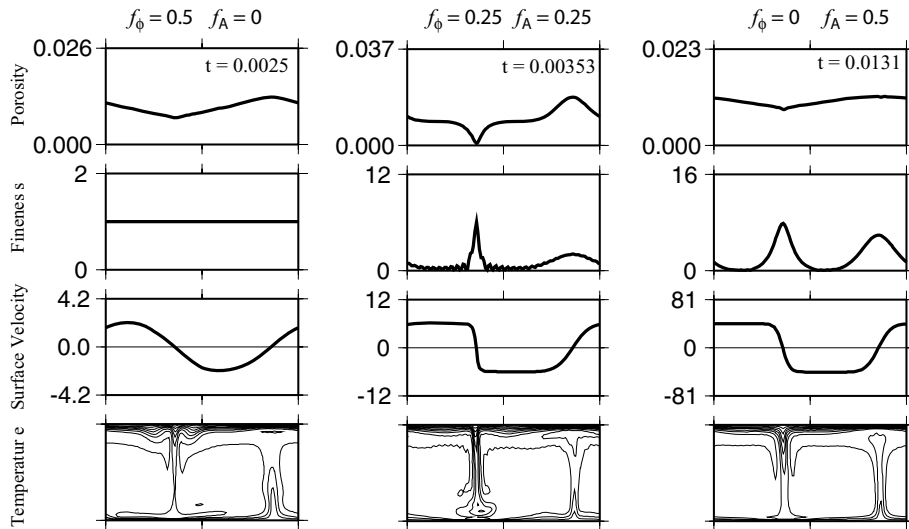 fϕ = 0.5 fA = 0
fϕ = 0.25 fA = 0.25
fϕ = 0 fA = 0.5
Porosity
0.026
0.000
t = 0.0025
0.037
0.000
t = 0.00353
0.023
0.000
t = 0.0131
Fineness s
2
0
12
0
16
0
Surface Velocity
4.2
0.0
-4.2
12
0
-12
81
0
-81
Temperatur e